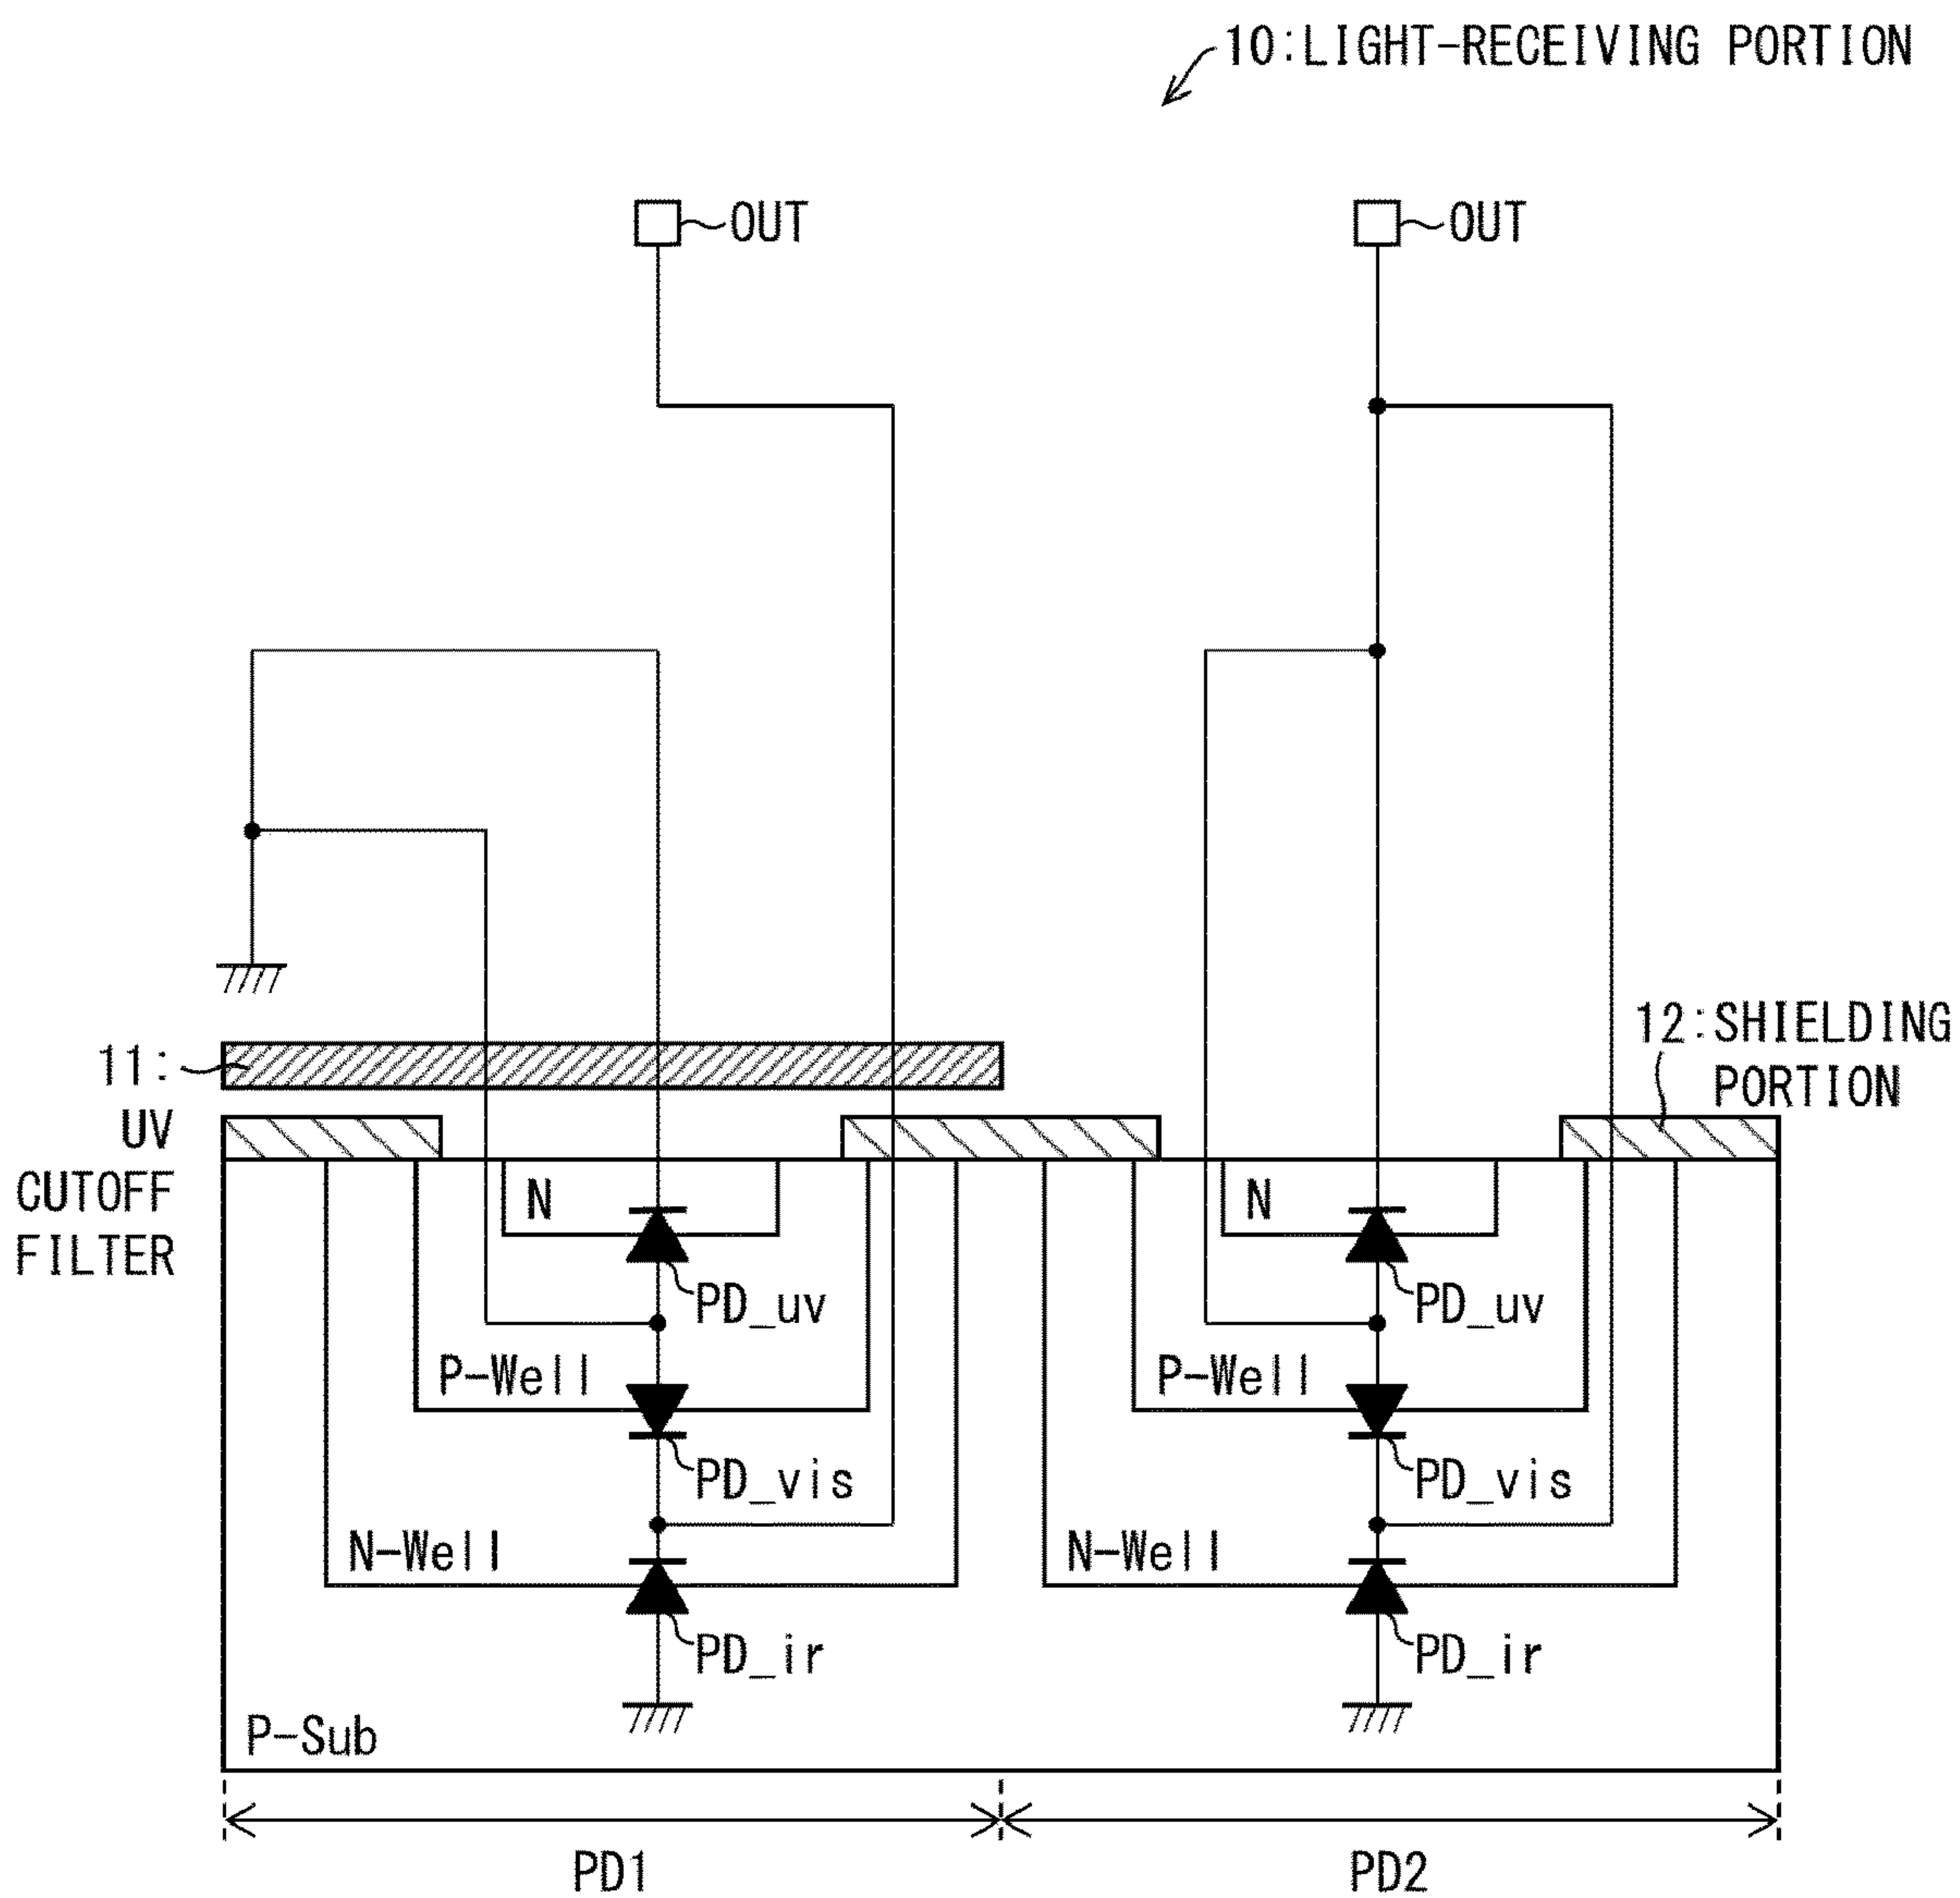 10:LIGHT-RECEIVING PORTION
OUT
OUT
11:
UV
CUTOFF
FILTER
12:SHIELDING
PORTION
N
N
PD_uv
PD_uv
P-Well
P-Well
PD_vis
PD_vis
N-Well
N-Well
PD_ir
PD_ir
P-Sub
PD1
PD2